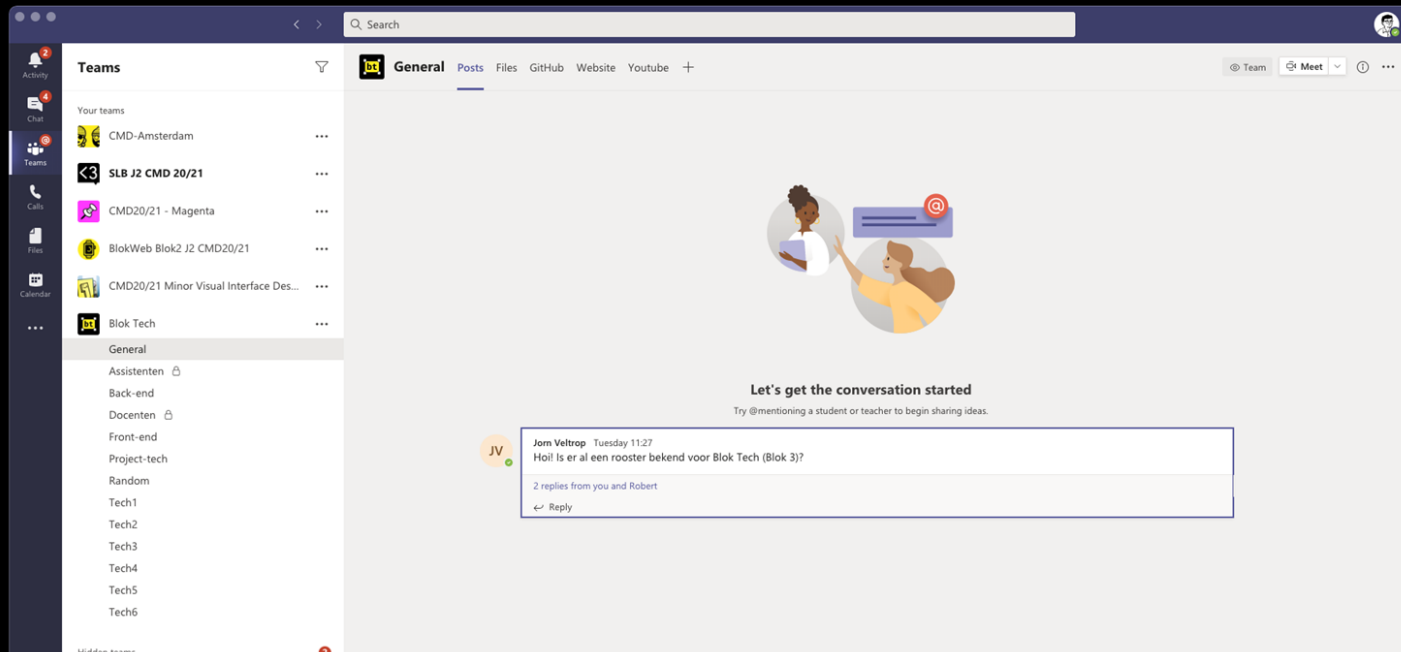 Search
2
Activity
4
Chat
@
Teams
Calls
Files
Calendar
Teams
Your teams
CMD-Amsterdam
<3 SLB J2 CMD 20/21
CMD20/21 - Magenta
BlokWeb Blok2 J2 CMD20/21
CMD20/21 Minor Visual Interface Des...
bt Blok Tech
General
Assistenten
Back-end
Docenten
Front-end
Project-tech
Random
Tech1
Tech2
Tech3
Tech4
Tech5
Tech6
Hidden teams
bt General Posts Files GitHub Website Youtube
Team Meet
@
Let's get the conversation started
Try @mentioning a student or teacher to begin sharing ideas.
JV
Jorn Veltrop Tuesday 11:27
Hoi! Is er al een rooster bekend voor Blok Tech (Blok 3)?
2 replies from you and Robert
Reply